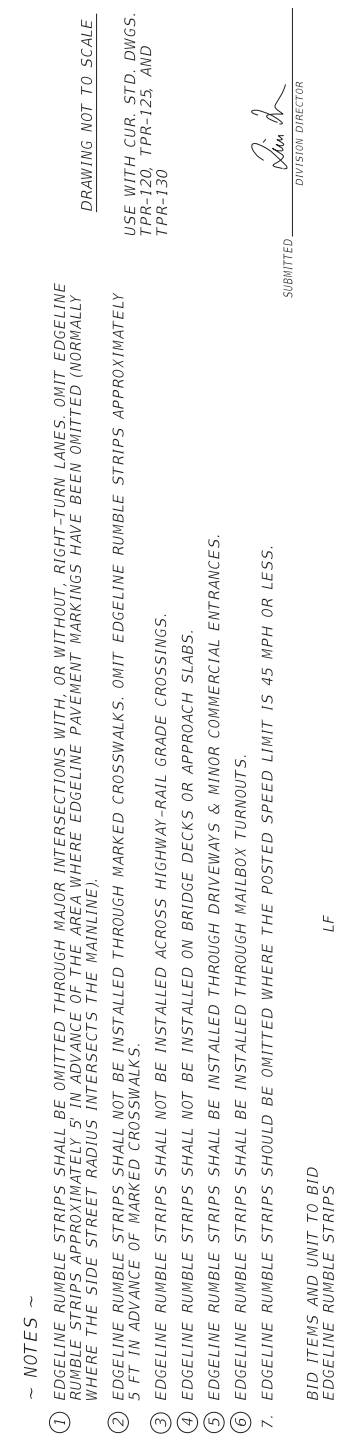 ~ NOTES ~
① EDGELINE RUMBLE STRIPS SHALL BE OMITTED THROUGH MAJOR INTERSECTIONS WITH, OR WITHOUT, RIGHT-TURN LANES. OMIT EDGELINE
RUMBLE STRIPS APPROXIMATELY 5' IN ADVANCE OF THE AREA WHERE EDGELINE PAVEMENT MARKINGS HAVE BEEN OMITTED (NORMALLY
WHERE THE SIDE STREET RADIUS INTERSECTS THE MAINLINE).
② EDGELINE RUMBLE STRIPS SHALL NOT BE INSTALLED THROUGH MARKED CROSSWALKS. OMIT EDGELINE RUMBLE STRIPS APPROXIMATELY
5 FT IN ADVANCE OF MARKED CROSSWALKS.
③ EDGELINE RUMBLE STRIPS SHALL NOT BE INSTALLED ACROSS HIGHWAY-RAIL GRADE CROSSINGS.
④ EDGELINE RUMBLE STRIPS SHALL NOT BE INSTALLED ON BRIDGE DECKS OR APPROACH SLABS.
⑤ EDGELINE RUMBLE STRIPS SHALL BE INSTALLED THROUGH DRIVEWAYS & MINOR COMMERCIAL ENTRANCES.
⑥ EDGELINE RUMBLE STRIPS SHALL BE INSTALLED THROUGH MAILBOX TURNOUTS.
7. EDGELINE RUMBLE STRIPS SHOULD BE OMITTED WHERE THE POSTED SPEED LIMIT IS 45 MPH OR LESS.
BID ITEMS AND UNIT TO BID
EDGELINE RUMBLE STRIPS LF
DRAWING NOT TO SCALE
USE WITH CUR. STD. DWGS.
TPR-120, TPR-125, AND
TPR-130
SUBMITTED
DIVISION DIRECTOR